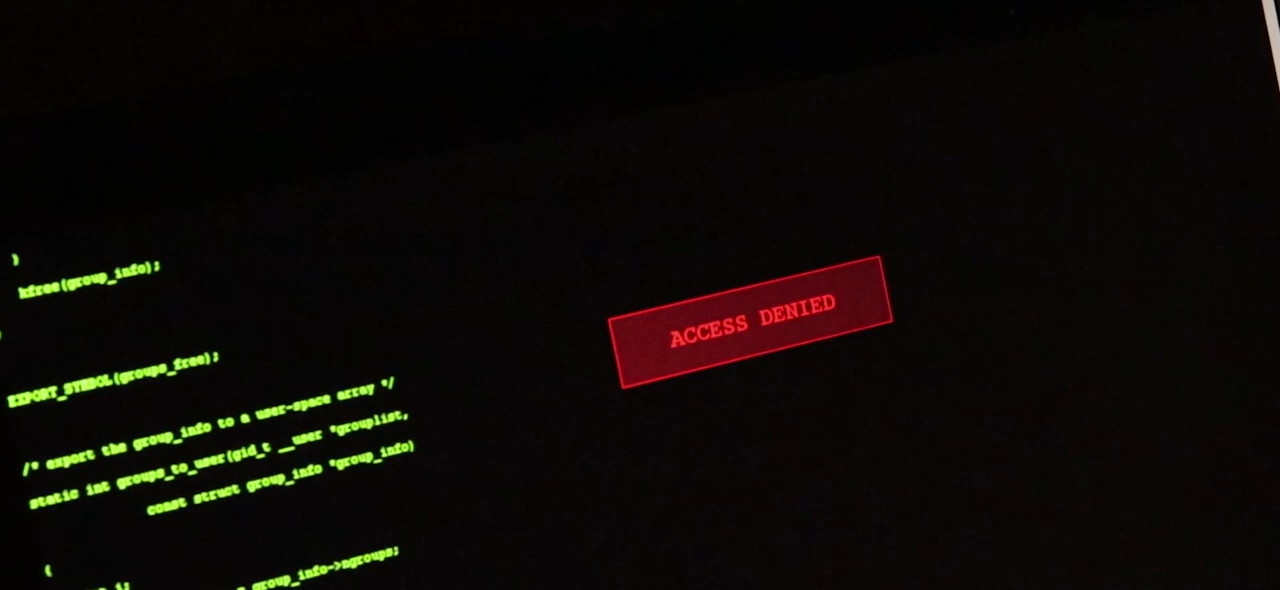 }
kfree(group_info);
}
EXPORT_SYMBOL(groups_free);
/* export the group_info to a user-space array */
static int groups_to_user(gid_t __user *grouplist,
const struct group_info *group_info)
{
i;
group_info->ngroups;
ACCESS DENIED